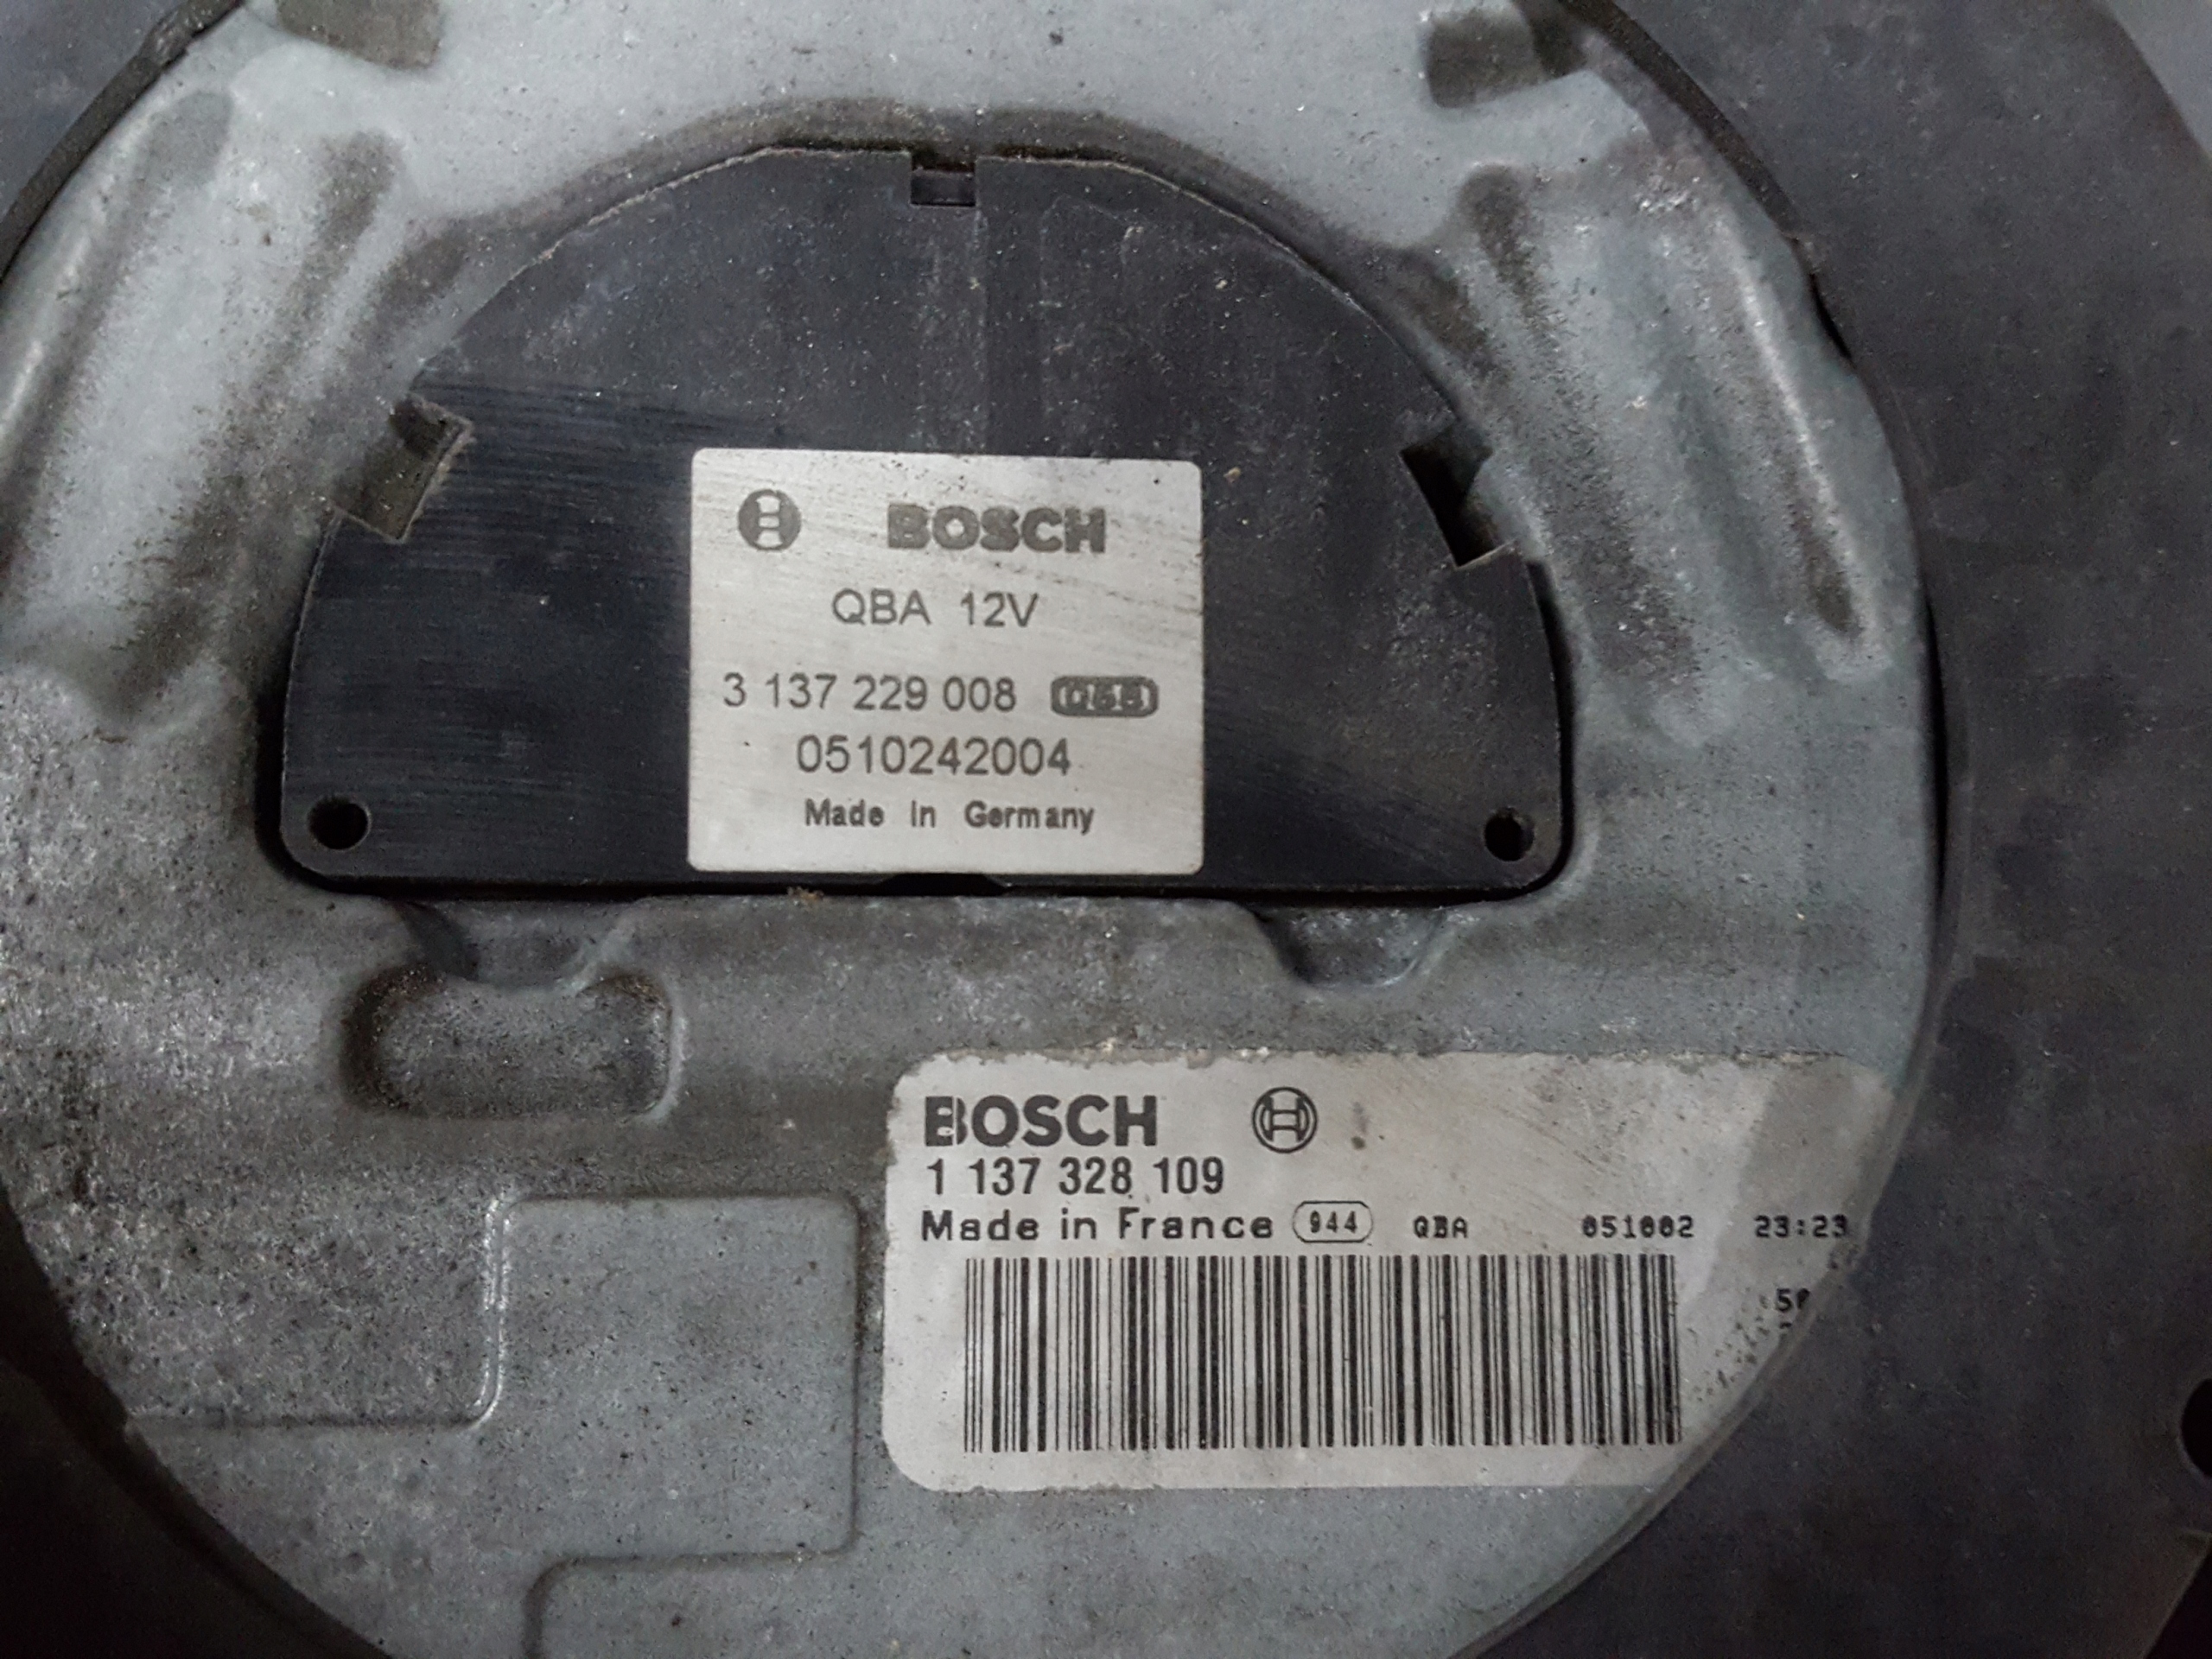 BOSCH
QBA 12V
3 137 229 008
0510242004
Made In Germany
BOSCH
1 137 328 109
Made in France 944 QBA 051002 23:23